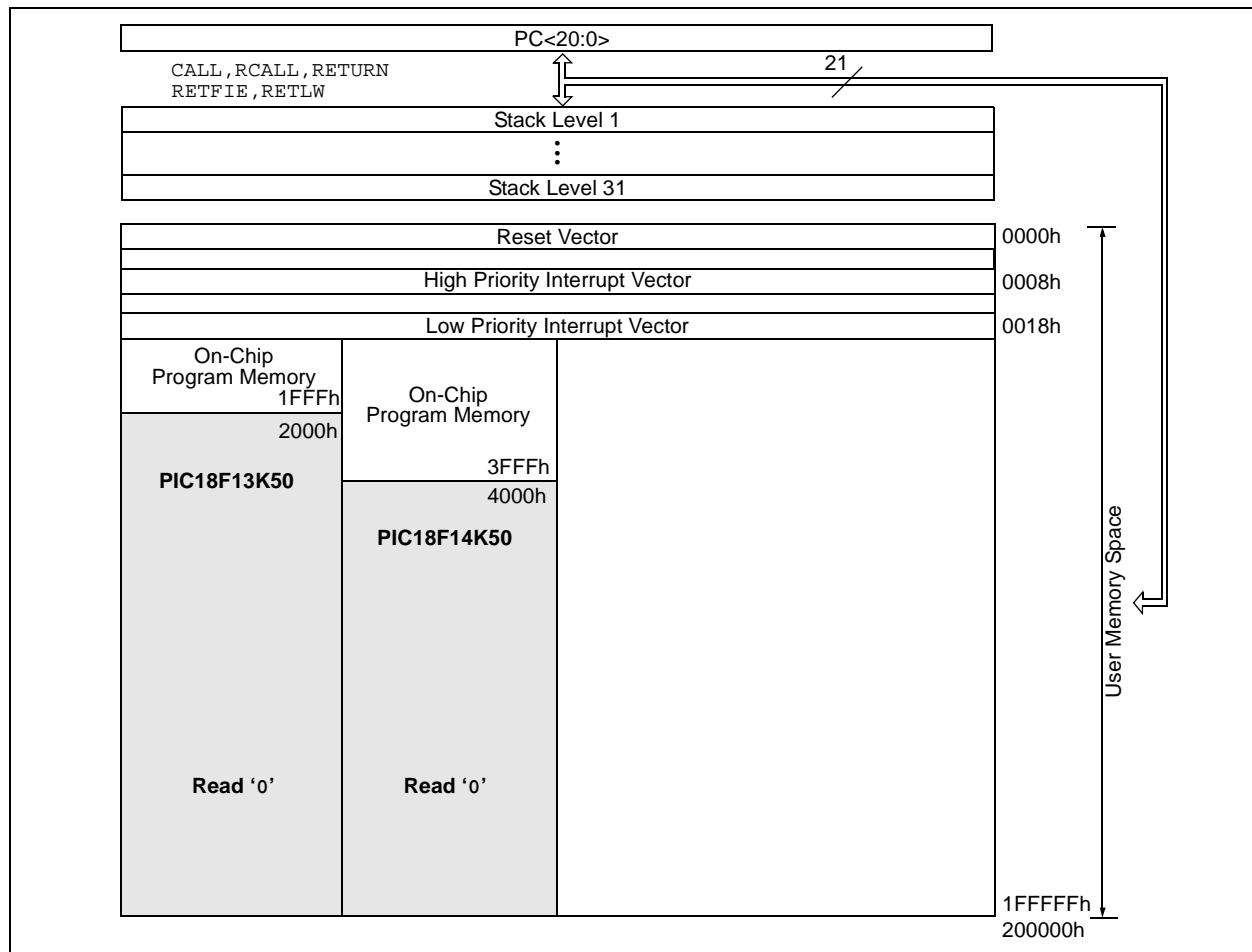 PC<20:0>
CALL,RCALL,RETURN
RETFIE,RETLW
21
Stack Level 1
Stack Level 31
Reset Vector
0000h
High Priority Interrupt Vector
0008h
Low Priority Interrupt Vector
0018h
On-Chip
Program Memory
1FFFh
2000h
PIC18F13K50
Read ‘0’
On-Chip
Program Memory
3FFFh
4000h
PIC18F14K50
Read ‘0’
User Memory Space
1FFFFFh
200000h